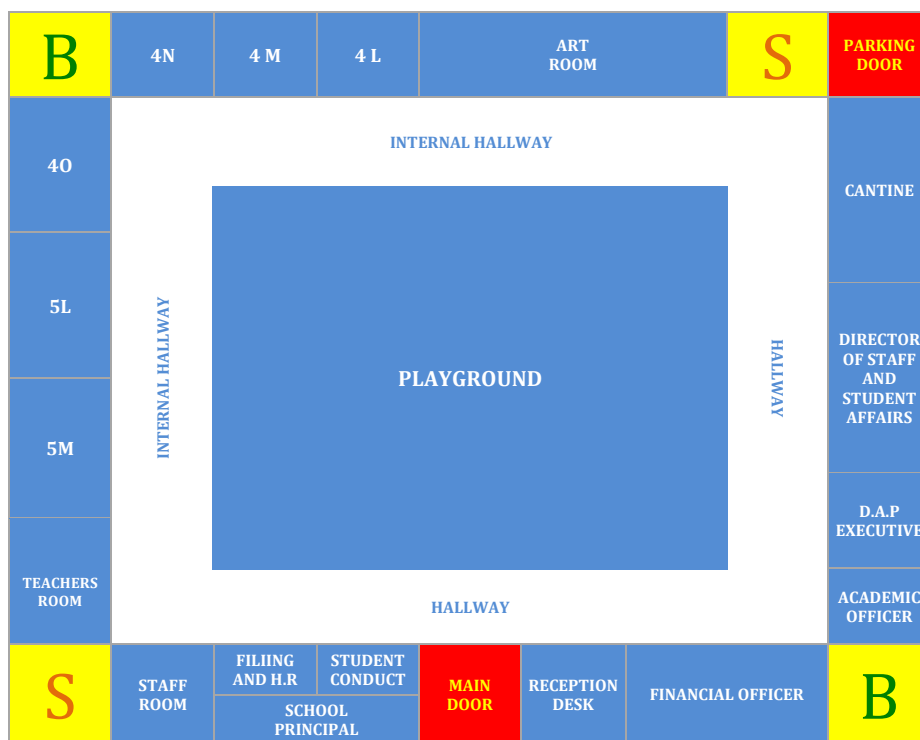 B
4N
4 M
4 L
ART
ROOM
S
PARKING
DOOR
INTERNAL HALLWAY
4O
CANTINE
5L
INTERNAL HALLWAY
PLAYGROUND
HALLWAY
DIRECTOR
OF STAFF
AND
STUDENT
AFFAIRS
5M
D.A.P
EXECUTIVE
TEACHERS
ROOM
HALLWAY
ACADEMIC
OFFICER
S
STAFF
ROOM
FILIING
AND H.R
STUDENT
CONDUCT
SCHOOL
PRINCIPAL
MAIN
DOOR
RECEPTION
DESK
FINANCIAL OFFICER
B